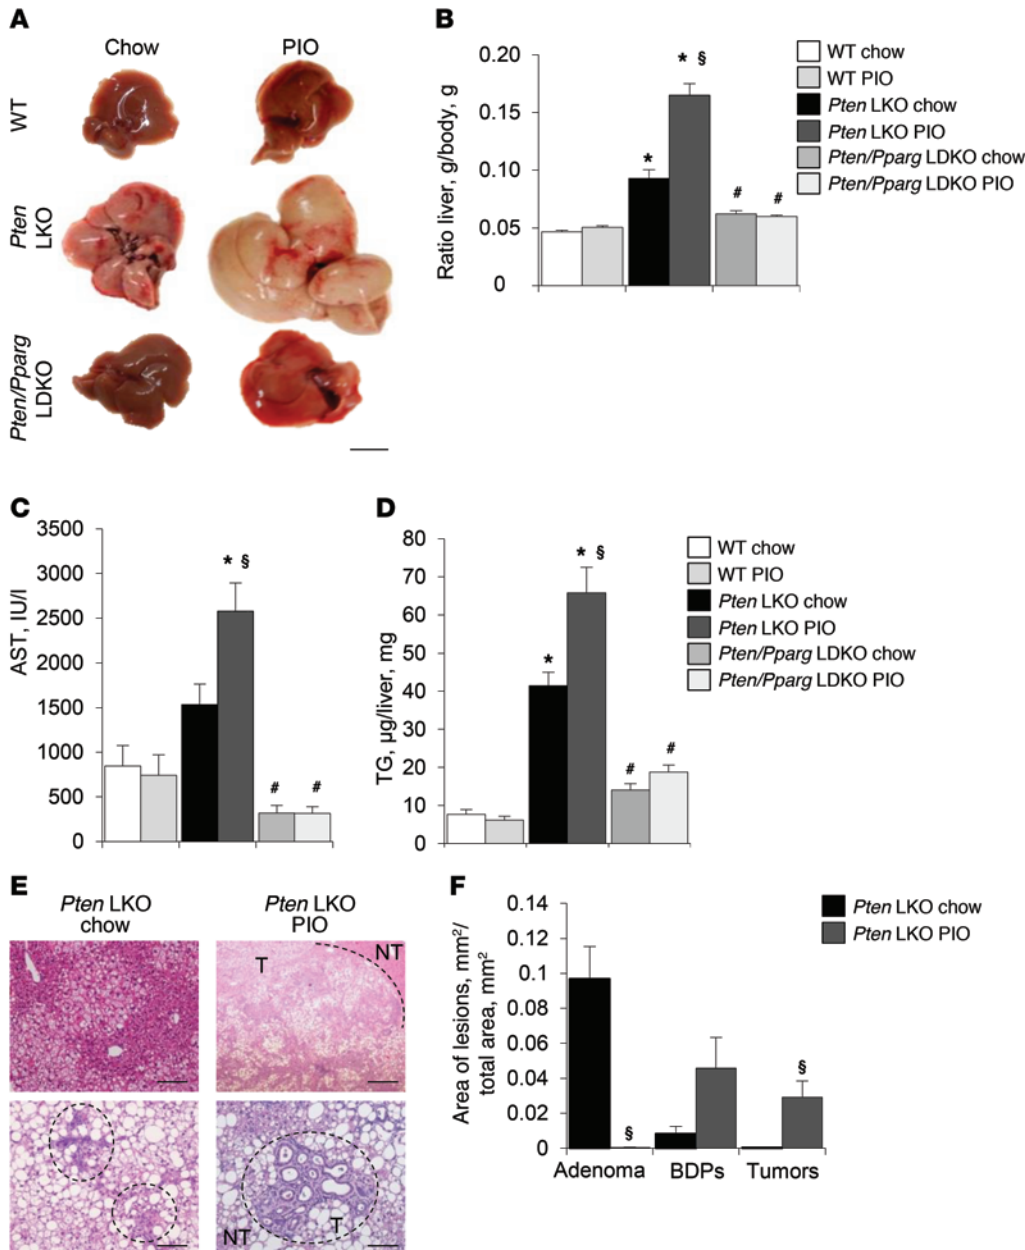 A
Chow
PIO
WT
Pten
LKO
Pten/Pparg
LDKO
B
Ratio liver, g/body, g
0.20
0.15
0.10
0.05
0
*
* §
#
#
WT chow
WT PIO
Pten LKO chow
Pten LKO PIO
Pten/Pparg LDKO chow
Pten/Pparg LDKO PIO
C
AST, IU/l
3500
3000
2500
2000
1500
1000
500
0
* §
#
#
D
TG, µg/liver, mg
80
70
60
50
40
30
20
10
0
*
* §
#
#
WT chow
WT PIO
Pten LKO chow
Pten LKO PIO
Pten/Pparg LDKO chow
Pten/Pparg LDKO PIO
E
Pten LKO
chow
Pten LKO
PIO
T
NT
NT
T
F
Area of lesions, mm²/
total area, mm²
0.14
0.12
0.1
0.08
0.06
0.04
0.02
0
§
§
Adenoma
BDPs
Tumors
Pten LKO chow
Pten LKO PIO